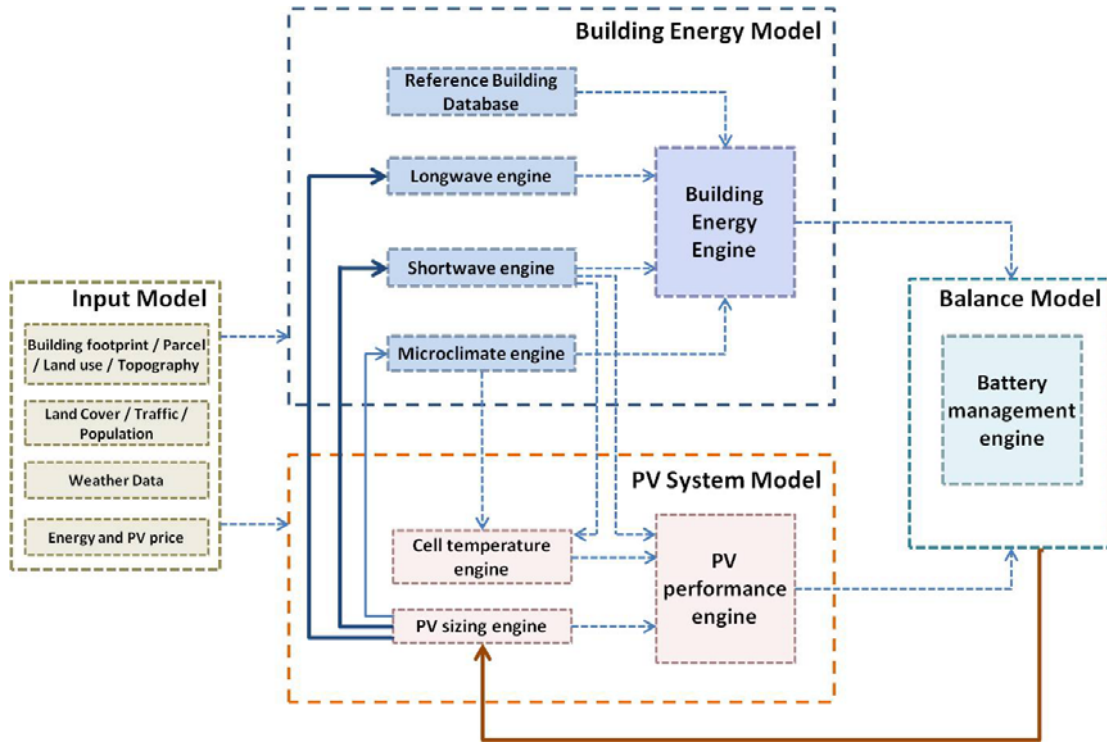 Building Energy Model
Reference Building
Database
Longwave engine
Building
Energy
Engine
Shortwave engine
Microclimate engine
Input Model
Building footprint / Parcel
/ Land use / Topography
Land Cover / Traffic /
Population
Weather Data
Energy and PV price
PV System Model
Cell temperature
engine
PV
performance
engine
PV sizing engine
Balance Model
Battery
management
engine